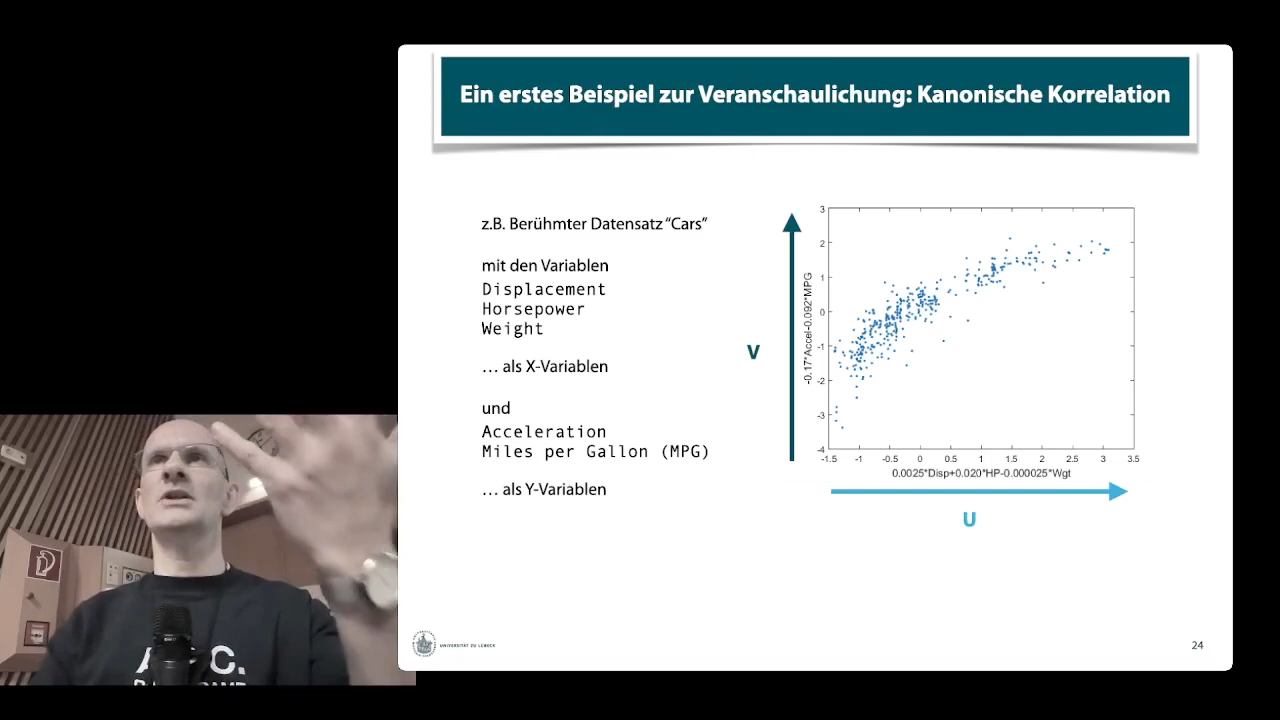 Ein erstes Beispiel zur Veranschaulichung: Kanonische Korrelation
z.B. Berühmter Datensatz “Cars”
mit den Variablen
Displacement
Horsepower
Weight
… als X-Variablen
und
Acceleration
Miles per Gallon (MPG)
… als Y-Variablen
V
-0.17*Accel-0.092*MPG
3
2
1
0
-1
-2
-3
-4
-1.5 -1 -0.5 0 0.5 1 1.5 2 2.5 3 3.5
0.0025*Disp+0.020*HP-0.000025*Wgt
U
UNIVERSITÄT ZU LÜBECK
24